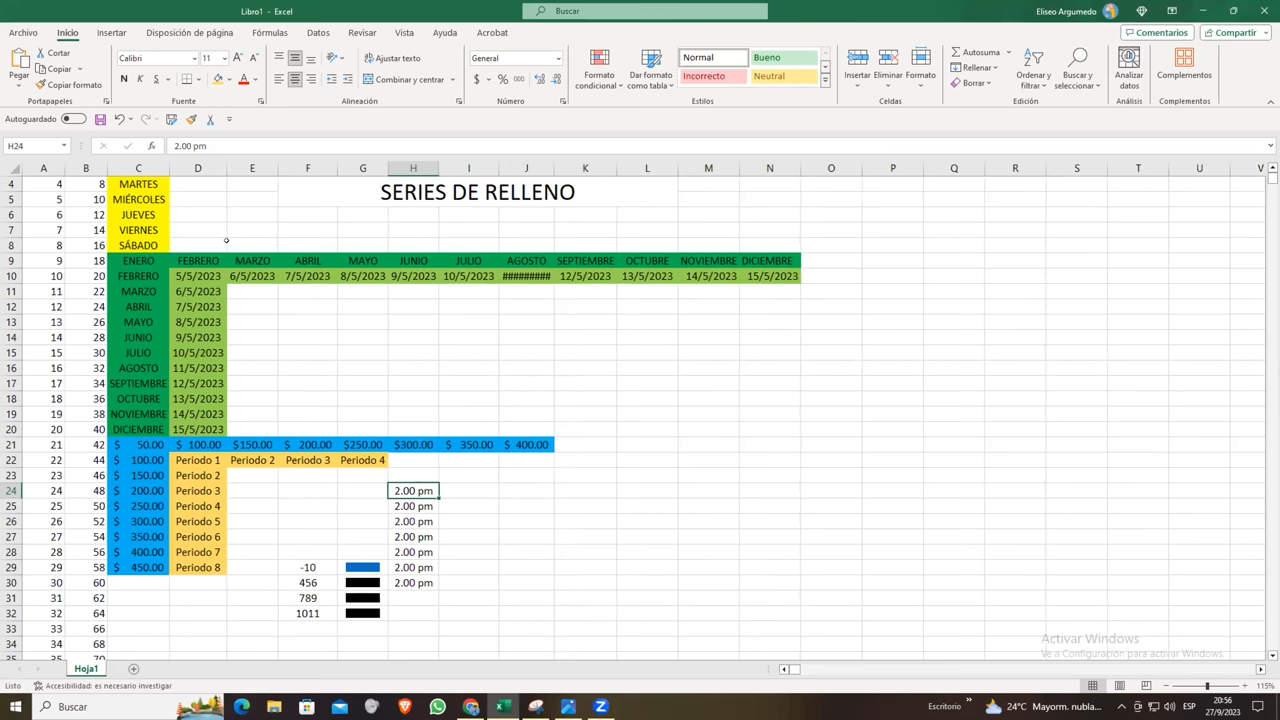 Libro1 - Excel
Buscar
Eliseo Argumedo
Archivo Inicio Insertar Disposición de página Fórmulas Datos Revisar Vista Ayuda Acrobat
Comentarios Compartir
Pegar
Cortar
Copiar
Copiar formato
Portapapeles
Calibri 11
N K S
Fuente
Ajustar texto
Combinar y centrar
Alineación
General
$ % 000
Número
Formato condicional
Dar formato como tabla
Normal Bueno
Incorrecto Neutral
Estilos
Insertar Eliminar Formato
Celdas
Autosuma
Rellenar
Borrar
Ordenar y filtrar
Buscar y seleccionar
Edición
Analizar datos
Análisis
Complementos
Complementos
Autoguardado
H24 2.00 pm
A B C D E F G H I J K L M N O P Q R S T U V
4 4 8 MARTES SERIES DE RELLENO
5 5 10 MIÉRCOLES
6 6 12 JUEVES
7 7 14 VIERNES
8 8 16 SÁBADO
9 9 18 ENERO FEBRERO MARZO ABRIL MAYO JUNIO JULIO AGOSTO SEPTIEMBRE OCTUBRE NOVIEMBRE DICIEMBRE
10 10 20 FEBRERO 5/5/2023 6/5/2023 7/5/2023 8/5/2023 9/5/2023 10/5/2023 ######### 12/5/2023 13/5/2023 14/5/2023 15/5/2023
11 11 22 MARZO 6/5/2023
12 12 24 ABRIL 7/5/2023
13 13 26 MAYO 8/5/2023
14 14 28 JUNIO 9/5/2023
15 15 30 JULIO 10/5/2023
16 16 32 AGOSTO 11/5/2023
17 17 34 SEPTIEMBRE 12/5/2023
18 18 36 OCTUBRE 13/5/2023
19 19 38 NOVIEMBRE 14/5/2023
20 20 40 DICIEMBRE 15/5/2023
21 21 42 $ 50.00 $ 100.00 $150.00 $ 200.00 $250.00 $300.00 $ 350.00 $ 400.00
22 22 44 $ 100.00 Periodo 1 Periodo 2 Periodo 3 Periodo 4
23 23 46 $ 150.00 Periodo 2
24 24 48 $ 200.00 Periodo 3 2.00 pm
25 25 50 $ 250.00 Periodo 4 2.00 pm
26 26 52 $ 300.00 Periodo 5 2.00 pm
27 27 54 $ 350.00 Periodo 6 2.00 pm
28 28 56 $ 400.00 Periodo 7 2.00 pm
29 29 58 $ 450.00 Periodo 8 -10 2.00 pm
30 30 60 456 2.00 pm
31 31 62 789
32 32 64 1011
33 33 66
34 34 68
Activar Windows
Ve a Configuración para activar Windows.
Hoja1
Listo Accesibilidad: es necesario investigar 115%
Buscar
Escritorio 24°C Mayorm. nubla... ESP 20:56
27/9/2023